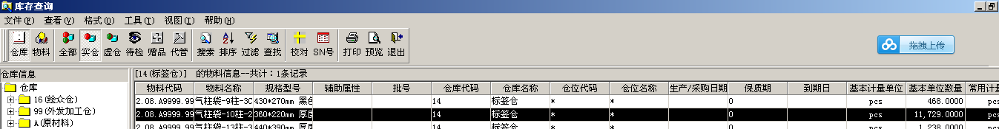 库存查询
文件(F) 查看(V) 格式(O) 工具(T) 视图(I) 帮助(H)
仓库 物料 全部 实仓 虚仓 待检 赠品 代管 搜索 排序 过滤 查找 校对 SN号 打印 预览 退出
拖拽上传
仓库信息
仓库
16(绘众仓)
99(外发加工仓)
A(原材料)
[14(标签仓)] 的物料信息--共计：1条记录
物料代码 物料名称 规格型号 辅助属性 批号 仓库代码 仓库名称 仓位代码 仓位名称 生产/采购日期 保质期 到期日 基本计量单位 基本单位数量 常用计量
2.08.A9999.99 气柱袋-9柱-3C 430*270mm 黑色 14 标签仓 * * 0 pcs 468.0000
2.08.A9999.99 气柱袋-10柱-2 360*220mm 厚度 14 标签仓 * * 0 pcs 11,729.0000
2.08.A9999.99 气柱袋-13柱-3 440*390mm 厚度 14 标签仓 * * 0 pcs 1,238.0000